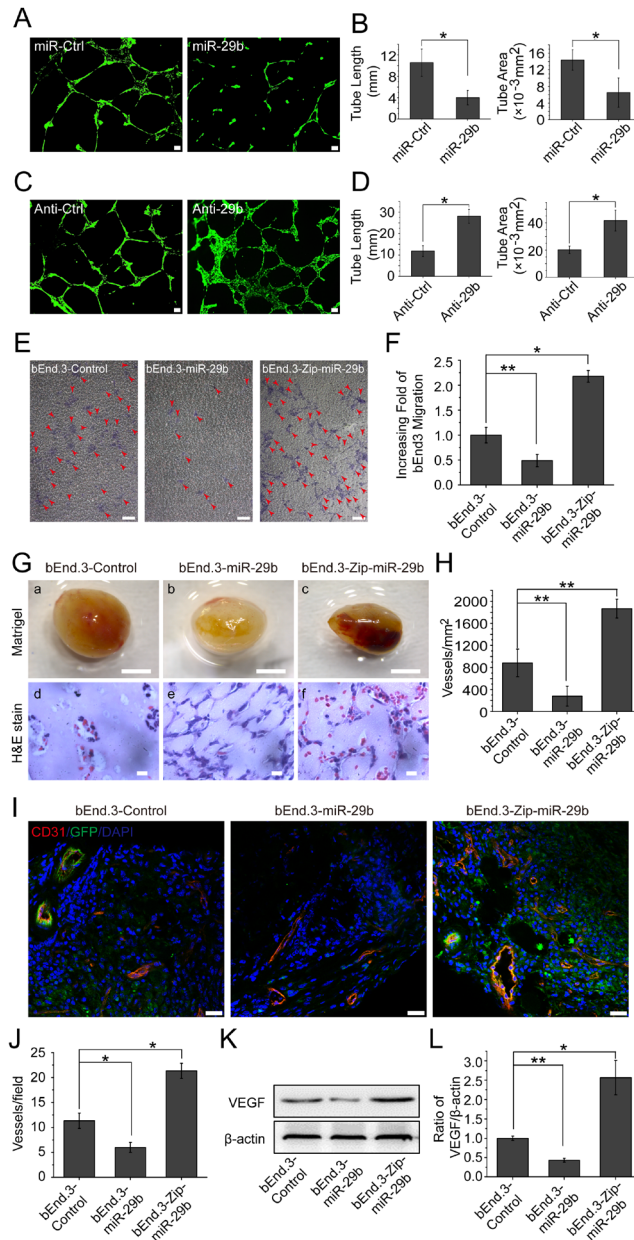 A
miR-Ctrl
miR-29b
B
Tube Length
(mm)
12
8
4
0
*
miR-Ctrl
miR-29b
Tube Area
(×10-3mm2)
16
12
8
4
0
*
miR-Ctrl
miR-29b
C
Anti-Ctrl
Anti-29b
D
Tube Length
(mm)
30
20
10
0
*
Anti-Ctrl
Anti-29b
Tube Area
(×10-3mm2)
40
20
0
*
Anti-Ctrl
Anti-29b
E
bEnd.3-Control
bEnd.3-miR-29b
bEnd.3-Zip-miR-29b
F
Increasing Fold of
bEnd3 Migration
2.5
2.0
1.5
1.0
0.5
0.0
*
**
bEnd.3-
Control
bEnd.3-
miR-29b
bEnd.3-Zip-
miR-29b
G
bEnd.3-Control
bEnd.3-miR-29b
bEnd.3-Zip-miR-29b
Matrigel
a
b
c
H&E stain
d
e
f
H
Vessels/mm2
2000
1600
1200
800
400
0
**
**
bEnd.3-
Control
bEnd.3-
miR-29b
bEnd.3-Zip-
miR-29b
I
bEnd.3-Control
bEnd.3-miR-29b
bEnd.3-Zip-miR-29b
CD31/GFP/DAPI
J
Vessels/field
25
20
15
10
5
0
*
*
bEnd.3-
Control
bEnd.3-
miR-29b
bEnd.3-Zip-
miR-29b
K
VEGF
β-actin
bEnd.3-
Control
bEnd.3-
miR-29b
bEnd.3-Zip-
miR-29b
L
Ratio of
VEGF/β-actin
3.0
2.5
2.0
1.5
1.0
0.5
0.0
*
**
bEnd.3-
Control
bEnd.3-
miR-29b
bEnd.3-Zip-
miR-29b